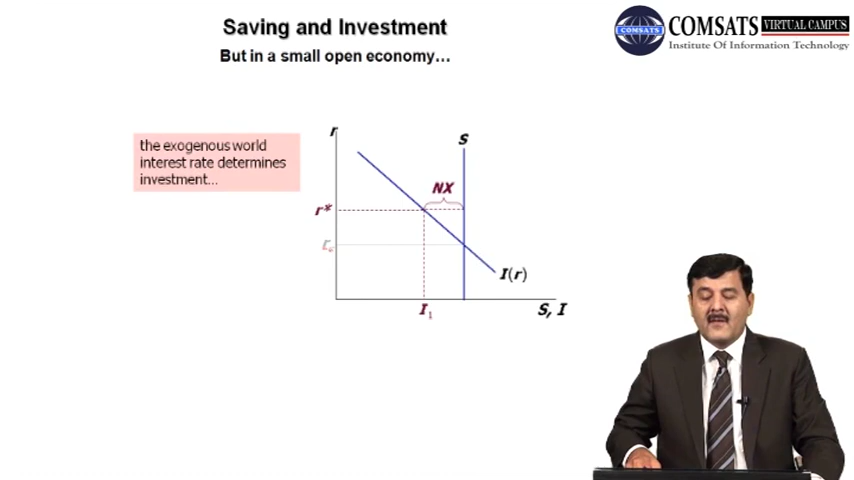 Saving and Investment
But in a small open economy...
COMSATS
COMSATS VIRTUAL CAMPUS
Institute Of Information Technology
the exogenous world
interest rate determines
investment...
r
S
NX
r*
I(r)
I1
S, I